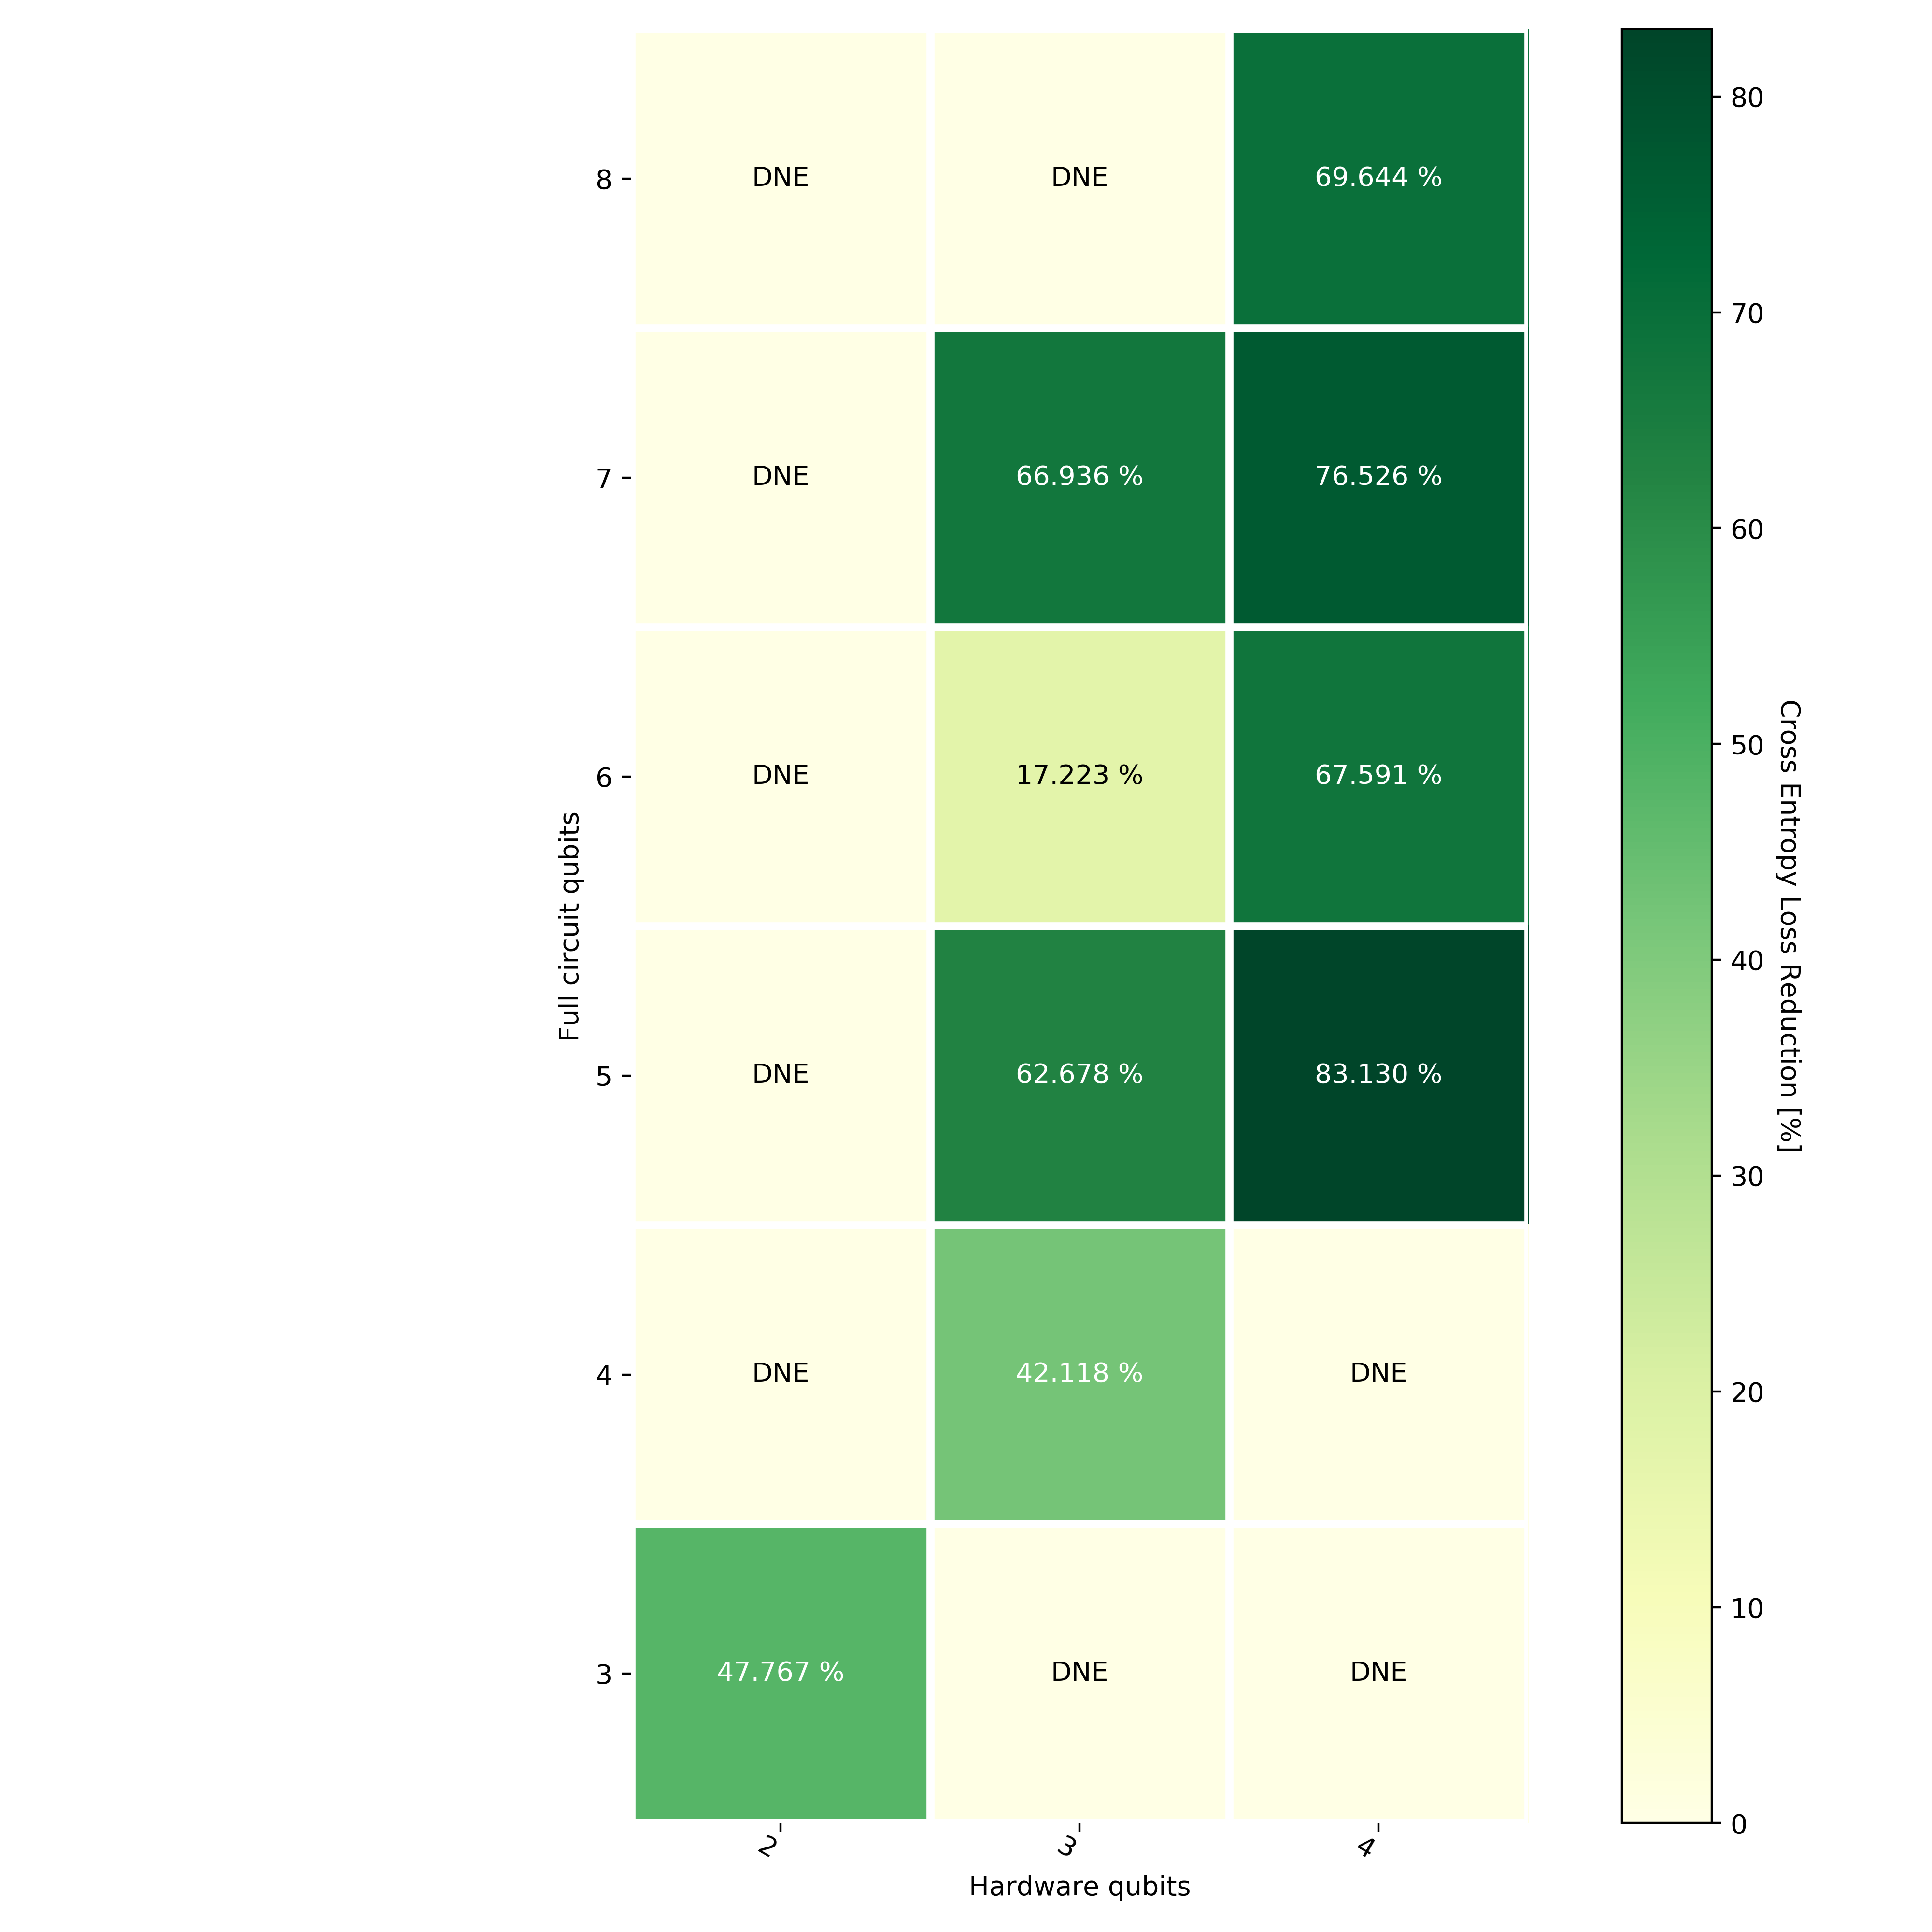 8
DNE
DNE
69.644 %
7
DNE
66.936 %
76.526 %
6
DNE
17.223 %
67.591 %
5
DNE
62.678 %
83.130 %
4
DNE
42.118 %
DNE
3
47.767 %
DNE
DNE
2
3
4
Hardware qubits
Full circuit qubits
80
70
60
50
40
30
20
10
0
Cross Entropy Loss Reduction [%]